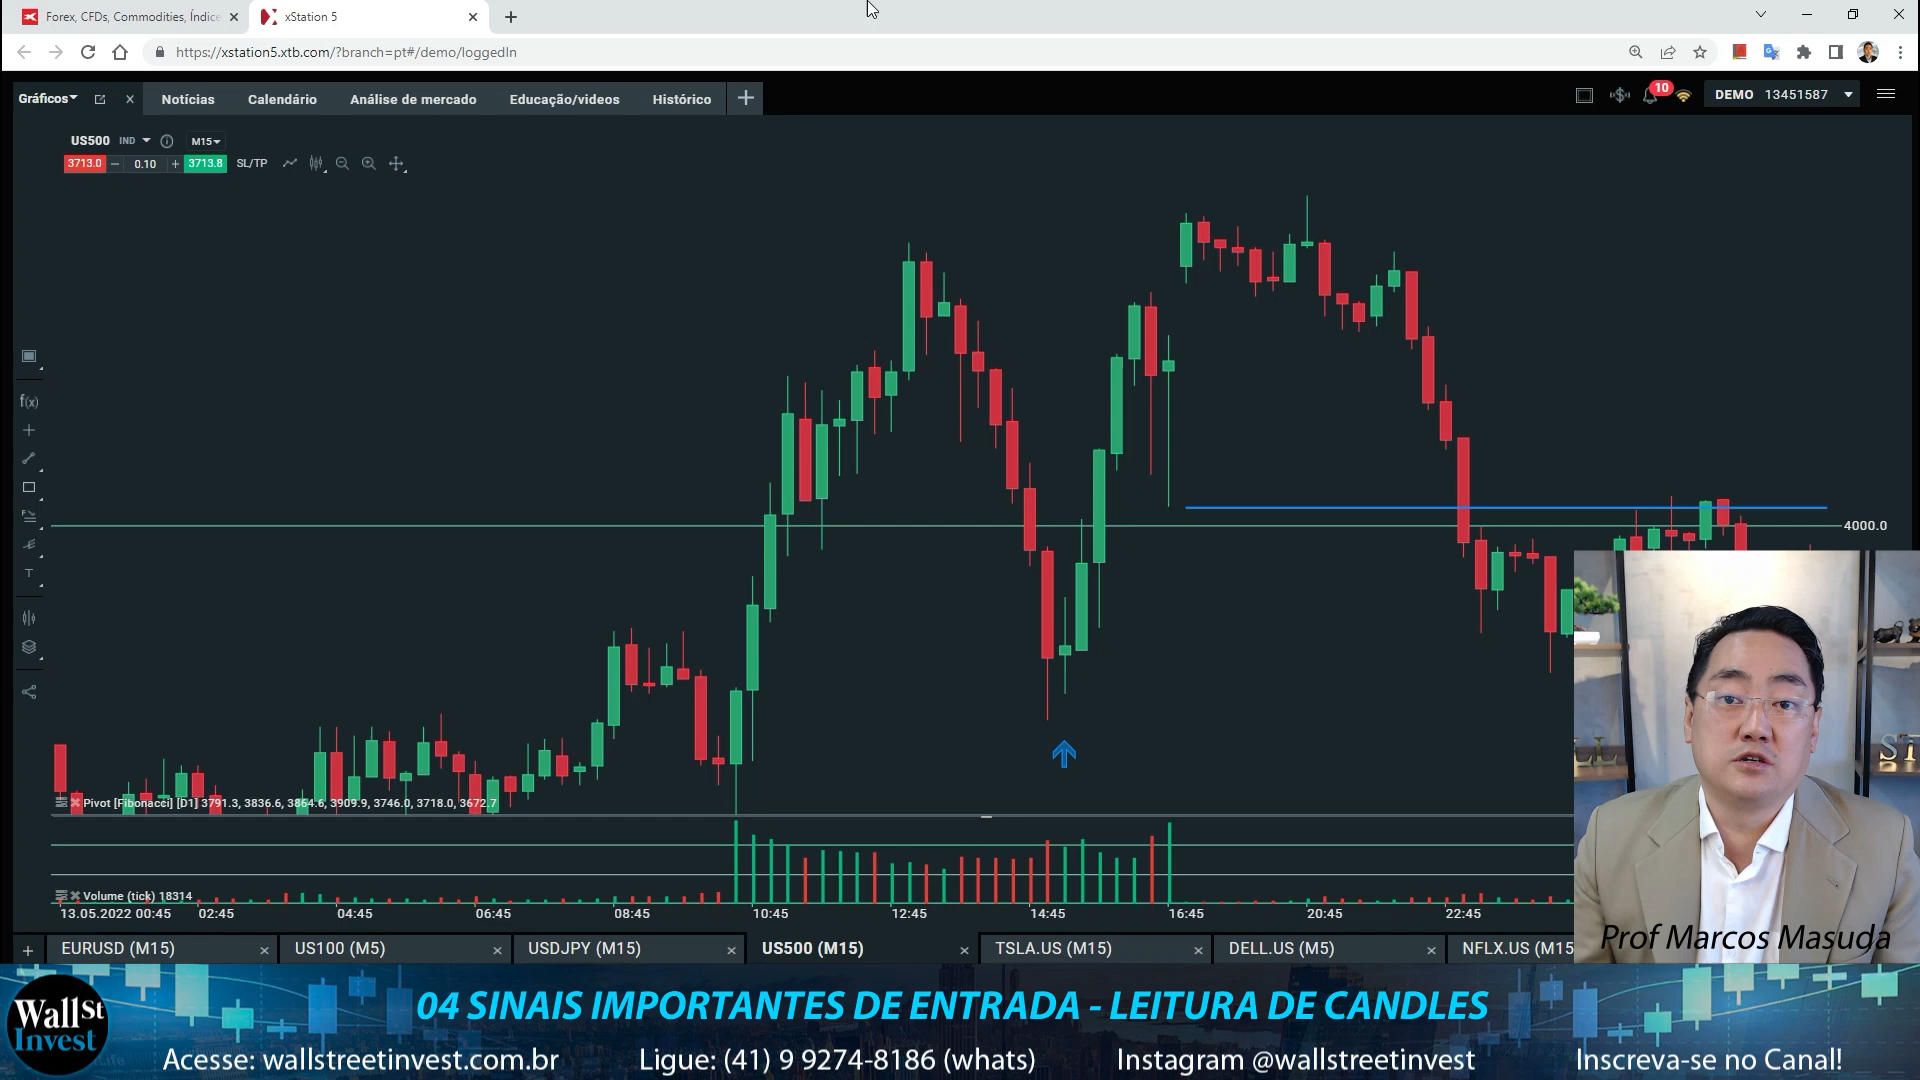 Forex, CFDs, Commodities, Índice
xStation 5
https://xstation5.xtb.com/?branch=pt#/demo/loggedIn
Gráficos
Notícias
Calendário
Análise de mercado
Educação/videos
Histórico
10
DEMO 13451587
US500 IND M15
3713.0 0.10 3713.8 SL/TP
f(x)
T
4000.0
Pivot [Fibonacci] [D1] 3791.3, 3836.6, 3864.6, 3909.9, 3746.0, 3718.0, 3672.7
Volume (tick) 18314
13.05.2022 00:45 02:45 04:45 06:45 08:45 10:45 12:45 14:45 16:45 20:45 22:45
Prof Marcos Masuda
EURUSD (M15)
US100 (M5)
USDJPY (M15)
US500 (M15)
TSLA.US (M15)
DELL.US (M5)
NFLX.US (M15
Wall St
Invest
04 SINAIS IMPORTANTES DE ENTRADA - LEITURA DE CANDLES
Acesse: wallstreetinvest.com.br
Ligue: (41) 9 9274-8186 (whats)
Instagram @wallstreetinvest
Inscreva-se no Canal!